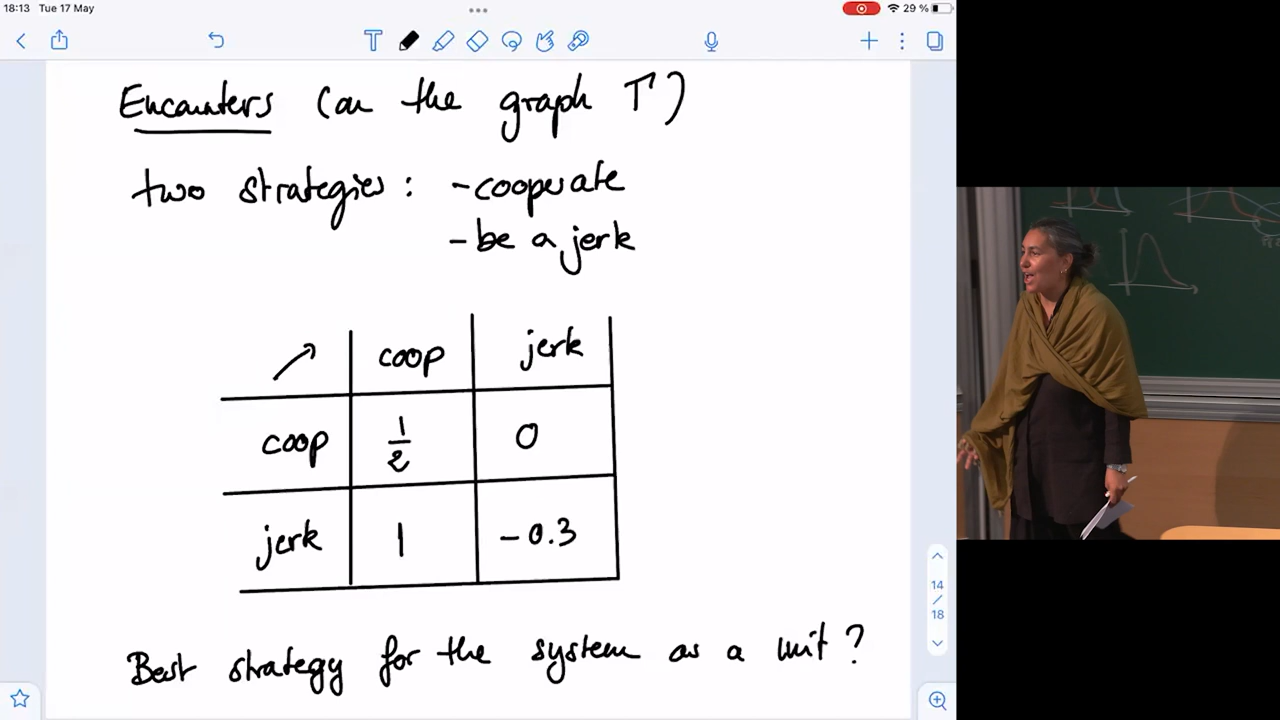 18:13 Tue 17 May
29 %
Encounters (on the graph Γ)
two strategies : - cooperate
- be a jerk
coop jerk
coop 1/2 0
jerk 1 -0.3
Best strategy for the system as a unit ?
14
/
18